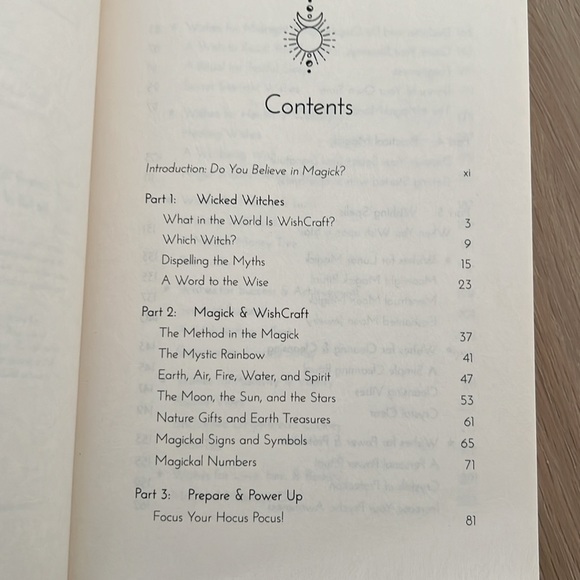 Contents
Introduction: Do You Believe in Magick? xi
Part 1: Wicked Witches
What in the World Is WishCraft? 3
Which Witch? 9
Dispelling the Myths 15
A Word to the Wise 23
Part 2: Magick & WishCraft
The Method in the Magick 37
The Mystic Rainbow 41
Earth, Air, Fire, Water, and Spirit 47
The Moon, the Sun, and the Stars 53
Nature Gifts and Earth Treasures 61
Magickal Signs and Symbols 65
Magickal Numbers 71
Part 3: Prepare & Power Up
Focus Your Hocus Pocus! 81